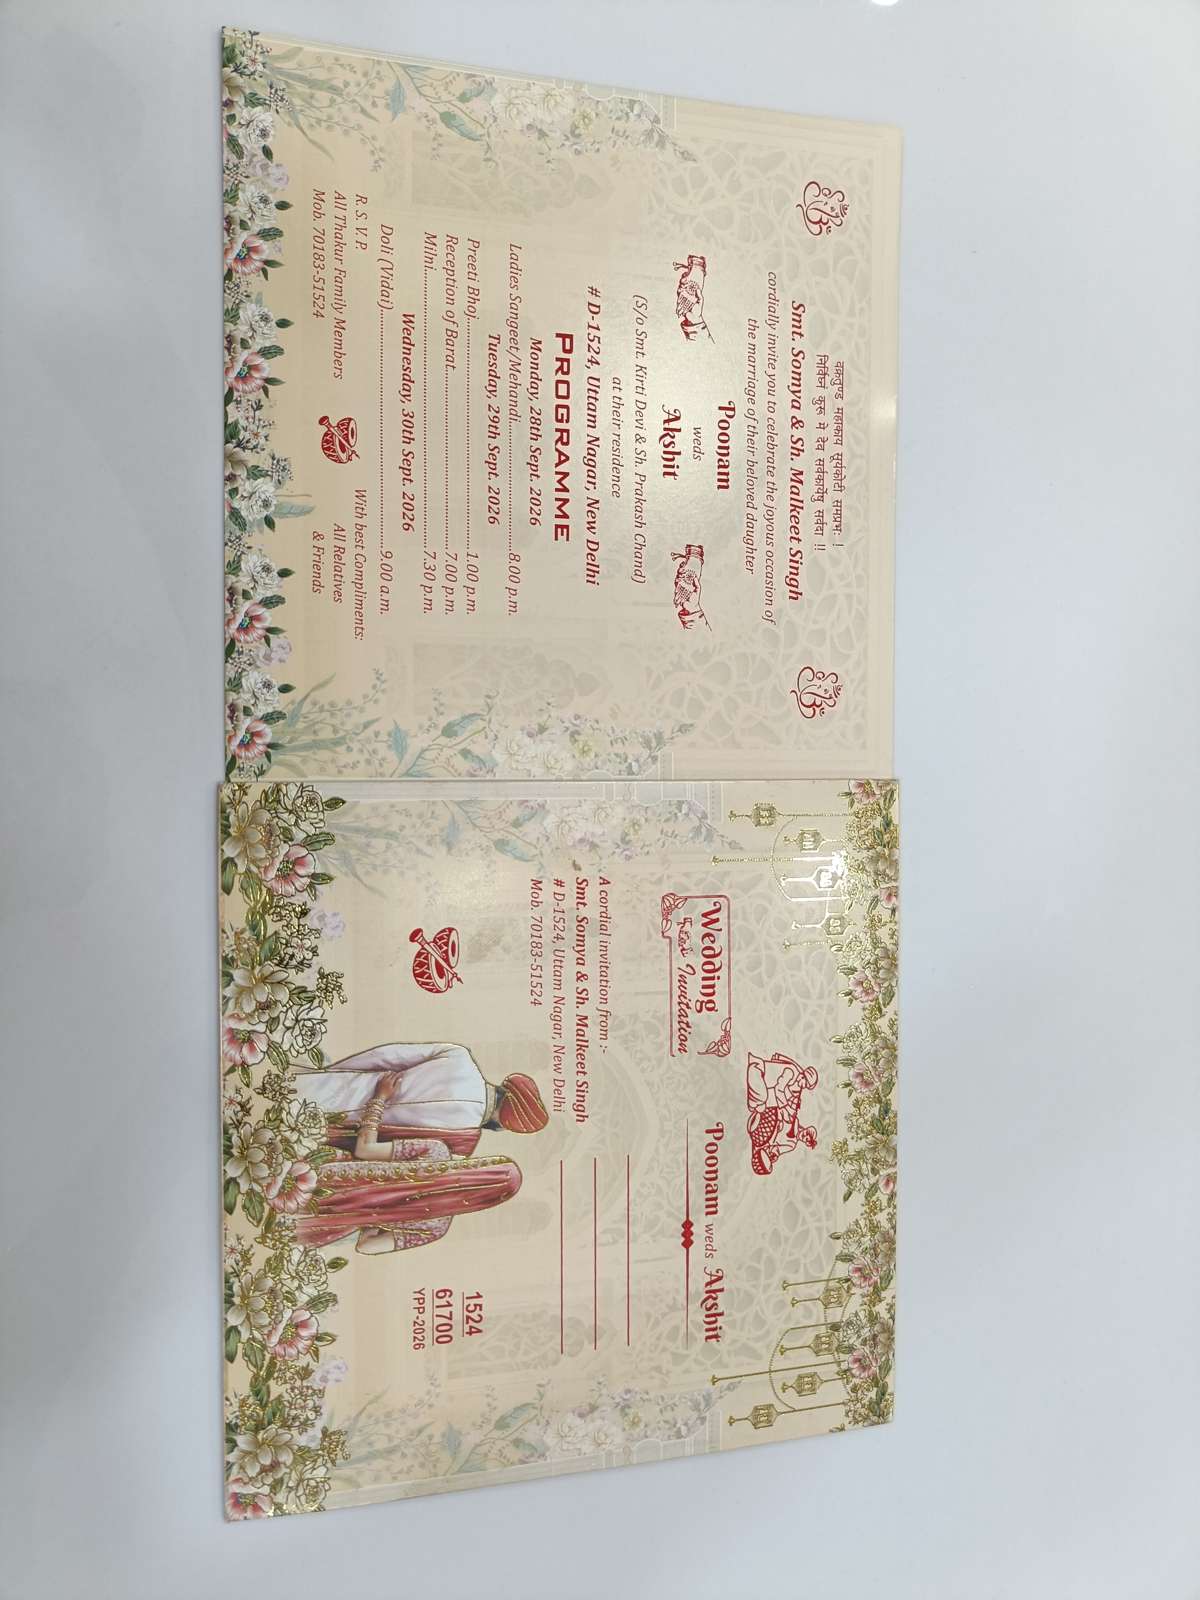 वक्रतुण्ड महाकाय सूर्यकोटी समप्रभः !
निर्विघ्नं कुरू मे देव सर्वकार्येषु सर्वदा !!
Smt. Somya & Sh. Malkeet Singh
cordially invite you to celebrate the joyous occasion of
the marriage of their beloved daughter
Poonam
weds
Akshit
(S/o Smt. Kirti Devi & Sh. Prakash Chand)
at their residence
# D-1524, Uttam Nagar, New Delhi
PROGRAMME
Monday, 28th Sept. 2026
Ladies Sangeet/Mehandi..............................8.00 p.m.
Tuesday, 29th Sept. 2026
Preeti Bhoj..............................1.00 p.m.
Reception of Barat..............................7.00 p.m.
Milni..............................7.30 p.m.
Wednesday, 30th Sept. 2026
Doli (Vidai)..............................9.00 a.m.
R. S. V. P.
All Thakur Family Members
Mob. 70183-51524
With best Compliments:
All Relatives
& Friends
Wedding
Invitation
Poonam weds Akshit
A cordial invitation from :-
Smt. Somya & Sh. Malkeet Singh
# D-1524, Uttam Nagar, New Delhi
Mob. 70183-51524
1524
61700
YPP-2026